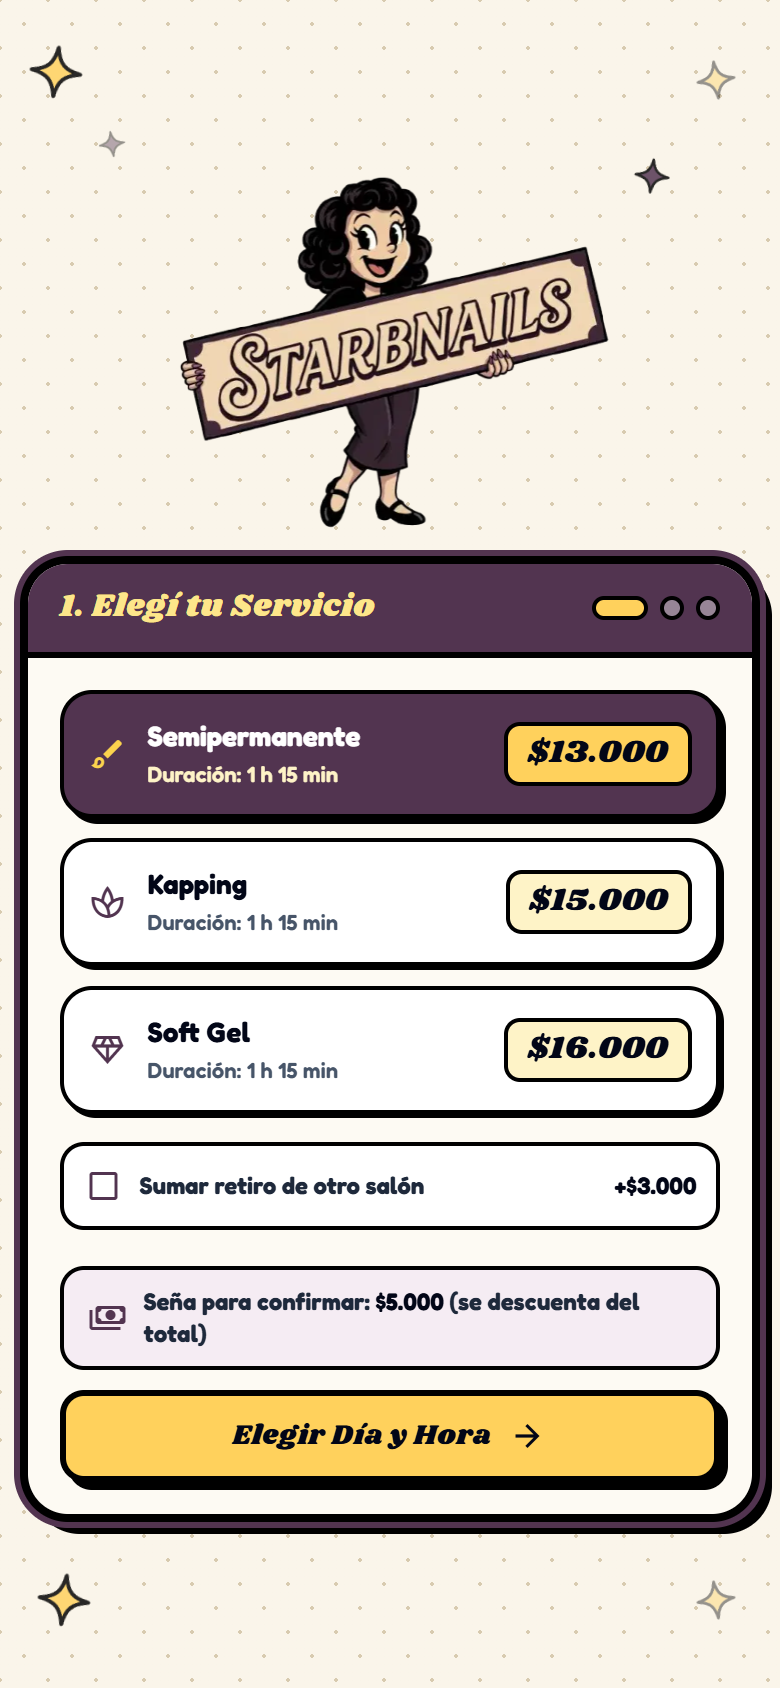 STARBNAILS
1. Elegí tu Servicio
Semipermanente
Duración: 1 h 15 min
$13.000
Kapping
Duración: 1 h 15 min
$15.000
Soft Gel
Duración: 1 h 15 min
$16.000
Sumar retiro de otro salón
+$3.000
Seña para confirmar: $5.000 (se descuenta del
total)
Elegir Día y Hora →